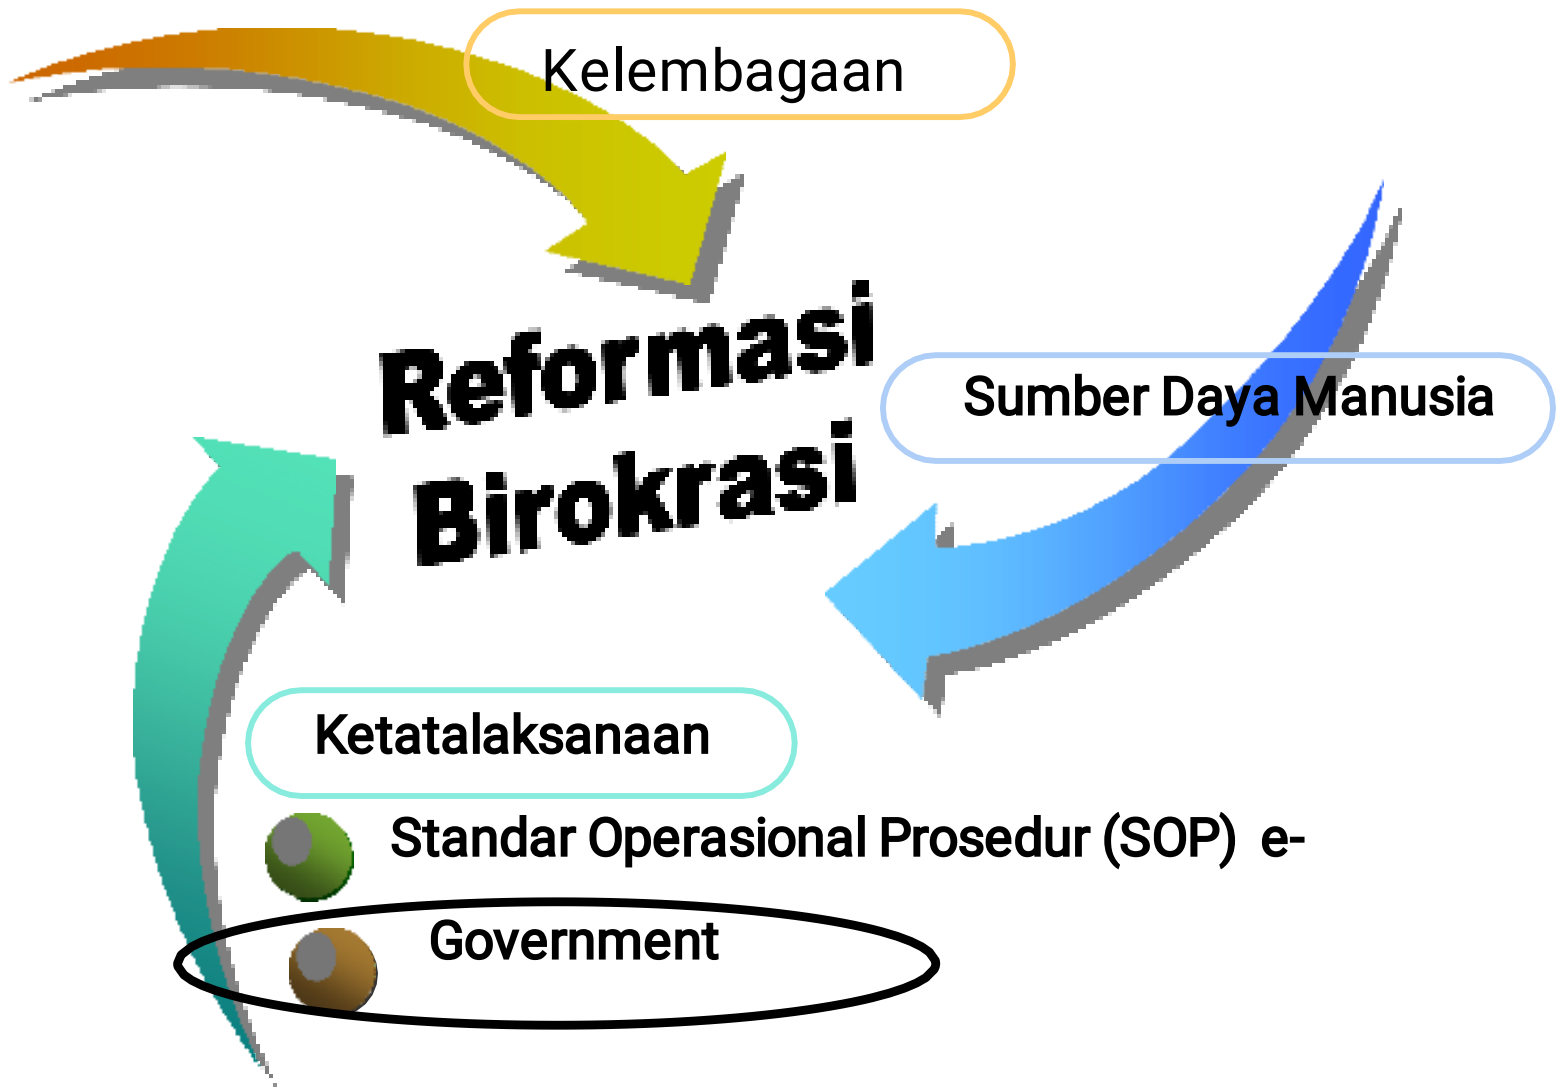 Kelembagaan
Reformasi
Birokrasi
Sumber Daya Manusia
Ketatalaksanaan
Standar Operasional Prosedur (SOP) e-
Government